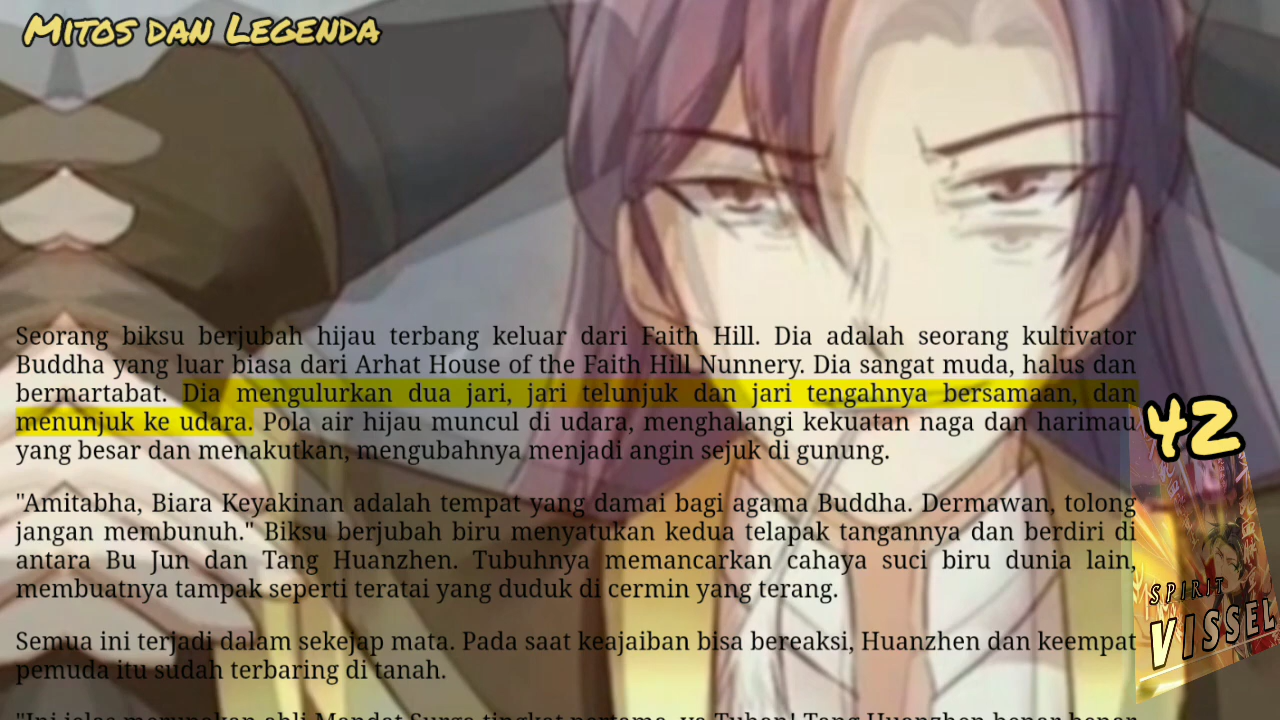 Mitos dan Legenda
Seorang biksu berjubah hijau terbang keluar dari Faith Hill. Dia adalah seorang kultivator
Buddha yang luar biasa dari Arhat House of the Faith Hill Nunnery. Dia sangat muda, halus dan
bermartabat. Dia mengulurkan dua jari, jari telunjuk dan jari tengahnya bersamaan, dan
menunjuk ke udara. Pola air hijau muncul di udara, menghalangi kekuatan naga dan harimau
yang besar dan menakutkan, mengubahnya menjadi angin sejuk di gunung.
"Amitabha, Biara Keyakinan adalah tempat yang damai bagi agama Buddha. Dermawan, tolong
jangan membunuh." Biksu berjubah biru menyatukan kedua telapak tangannya dan berdiri di
antara Bu Jun dan Tang Huanzhen. Tubuhnya memancarkan cahaya suci biru dunia lain,
membuatnya tampak seperti teratai yang duduk di cermin yang terang.
Semua ini terjadi dalam sekejap mata. Pada saat keajaiban bisa bereaksi, Huanzhen dan keempat
pemuda itu sudah terbaring di tanah.
42
SPIRIT
VISSEL